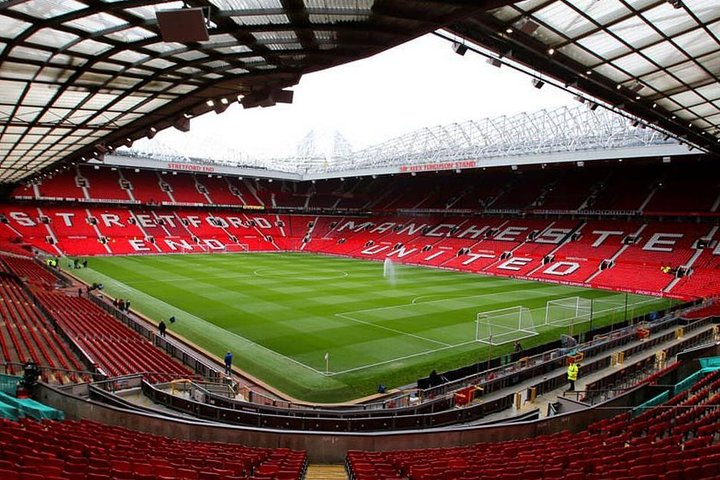 STRETFORD END
SIR ALEX FERGUSON STAND
STRETFORD
END
MANCHESTER
UNITED